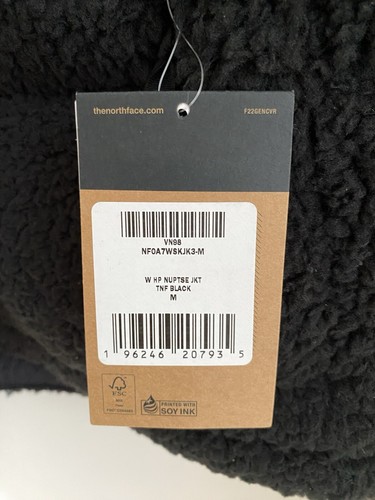 thenorthface.com F22GENCVR
VN98
NF0A7WSKJK3-M
W HP NUPTSE JKT
TNF BLACK
M
1 96246 20793 5
FSC
PRINTED WITH
SOY INK